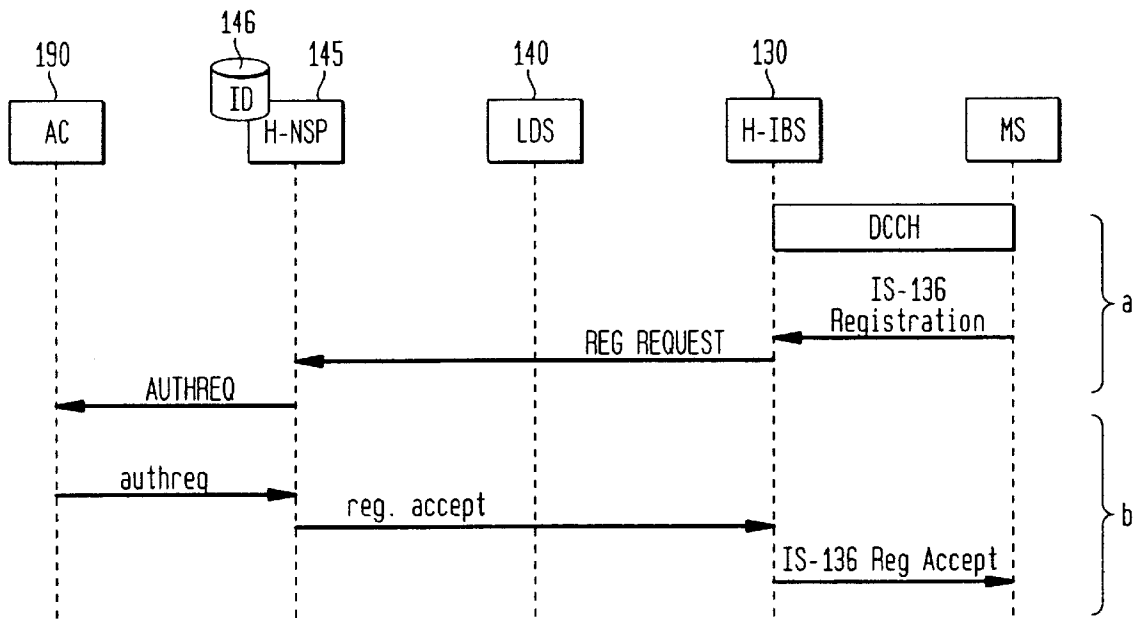 146
190
145
140
130
ID
AC
H-NSP
LDS
H-IBS
MS
DCCH
IS-136
Registration
a
REG REQUEST
AUTHREQ
authreq
reg. accept
b
IS-136 Reg Accept